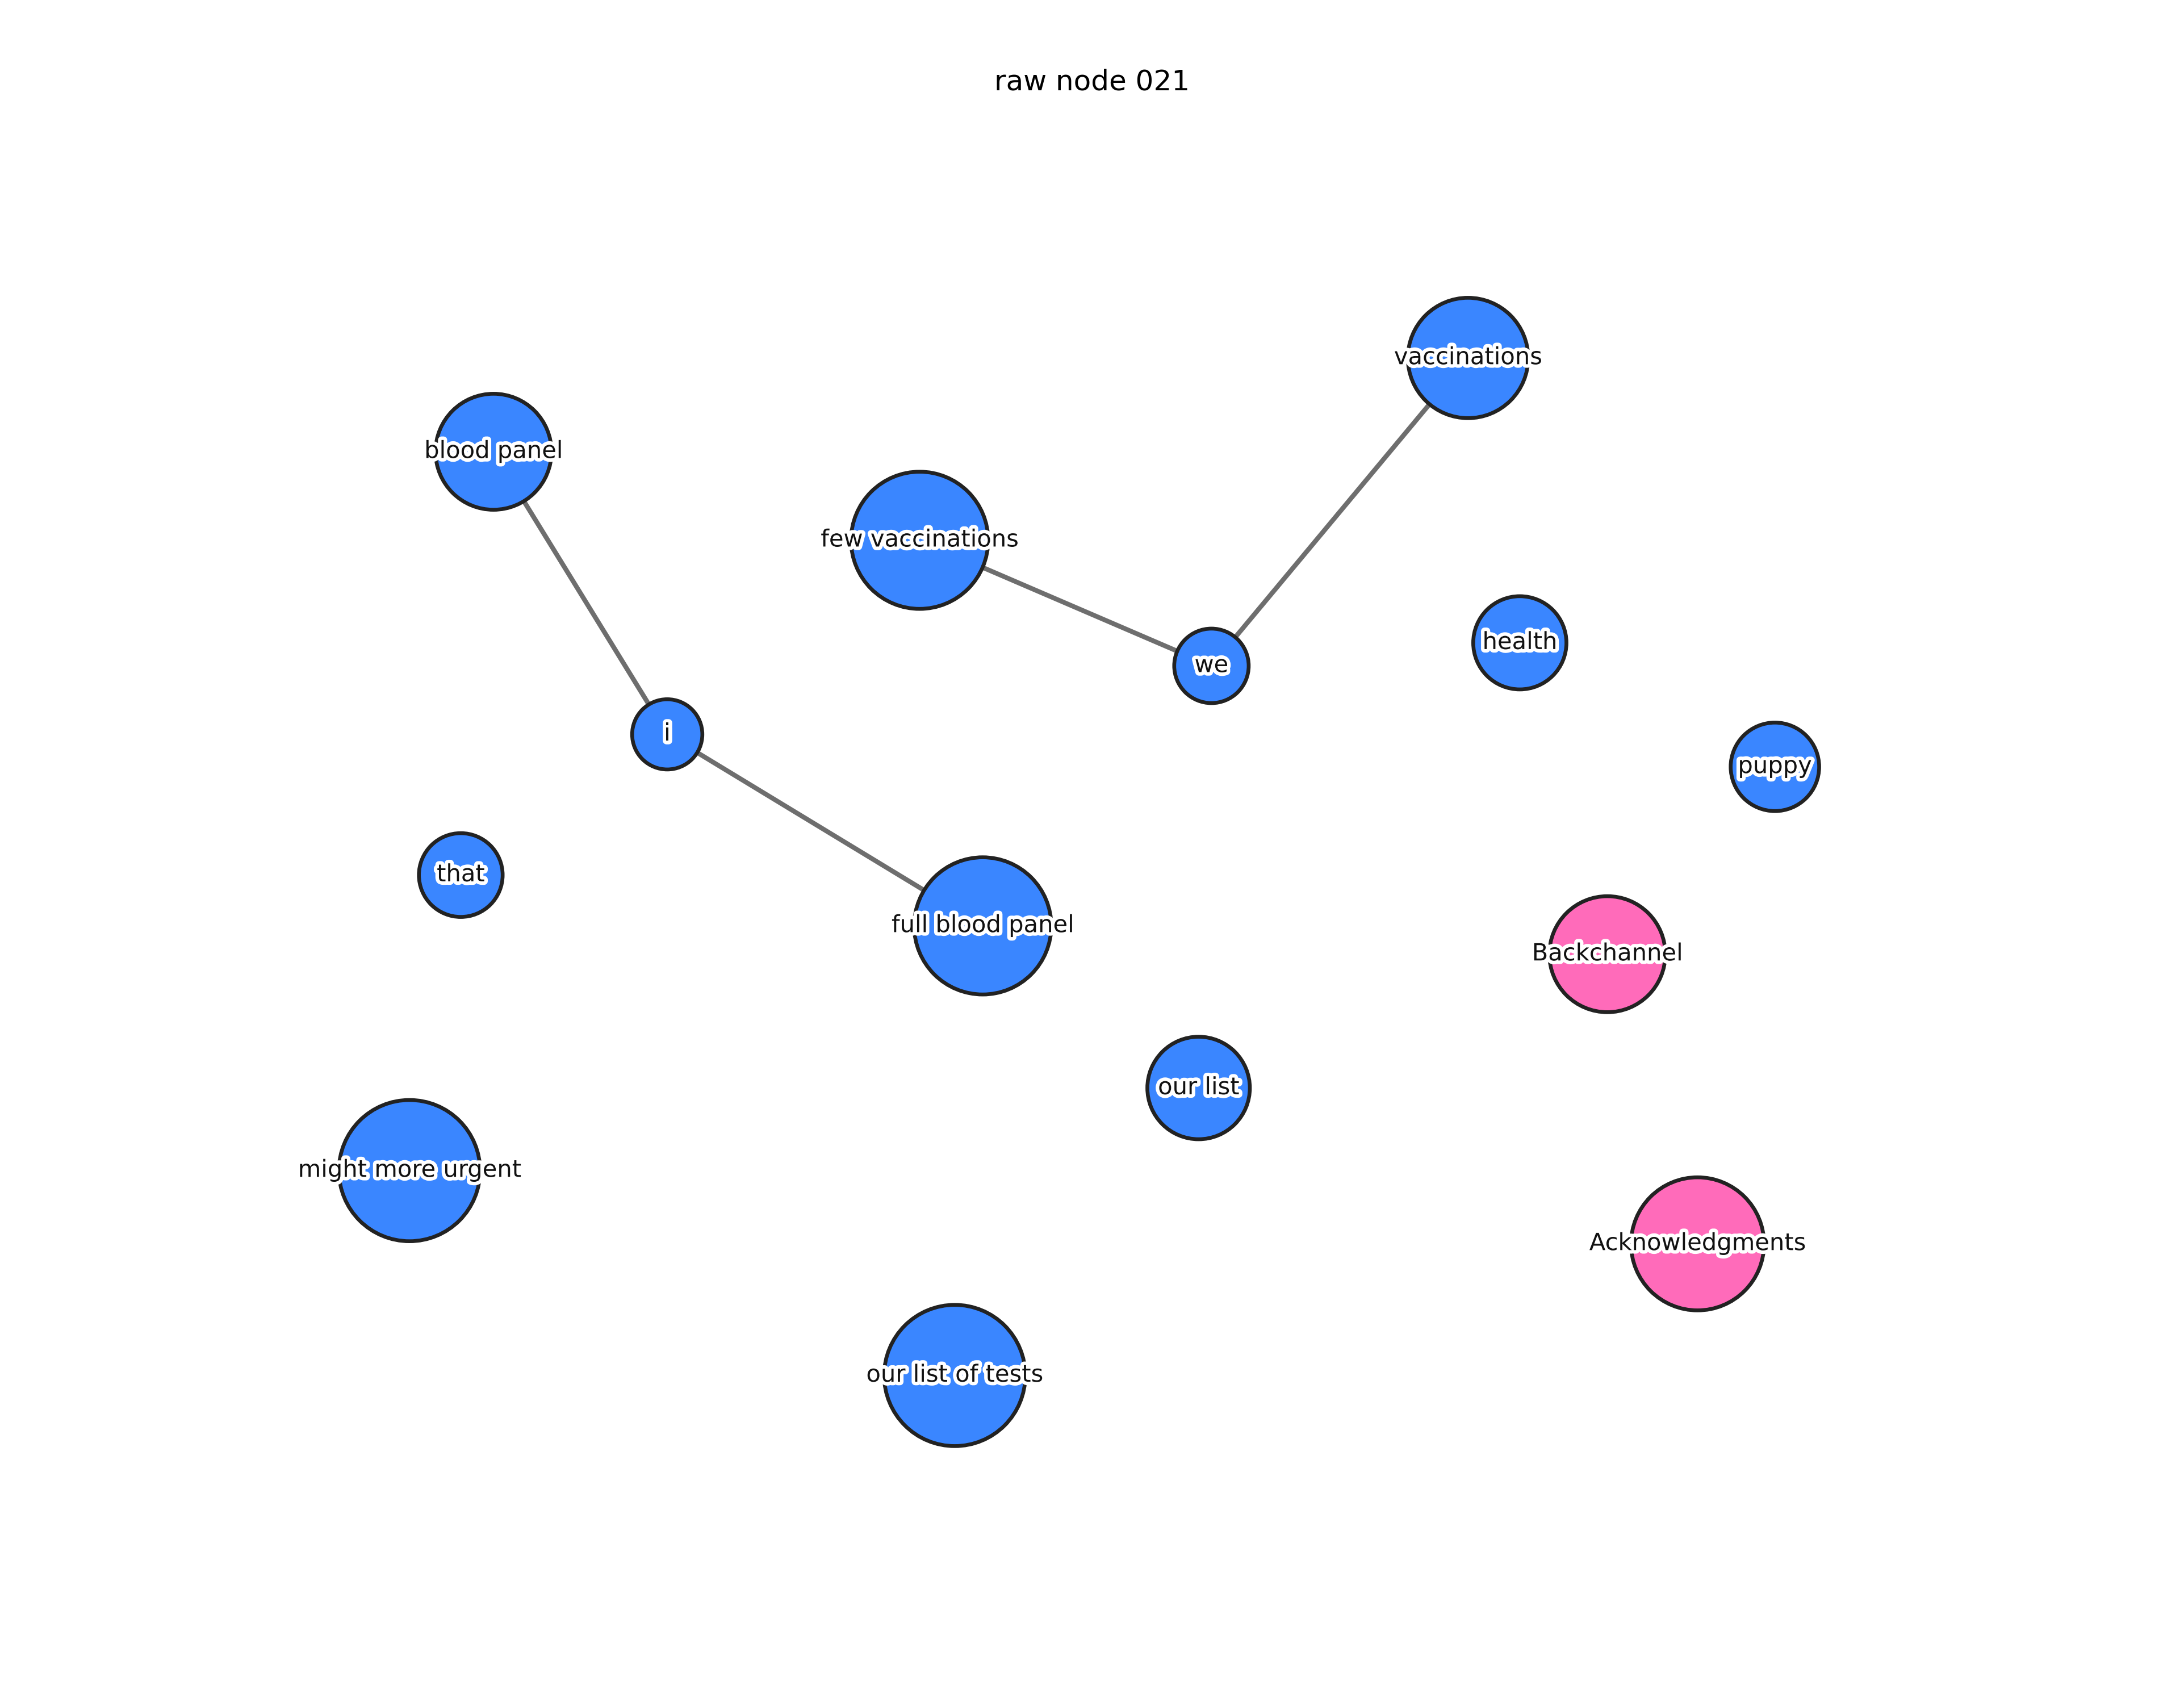 raw node 021
vaccinations
blood panel
few vaccinations
health
we
i
puppy
that
full blood panel
Backchannel
our list
might more urgent
Acknowledgments
our list of tests